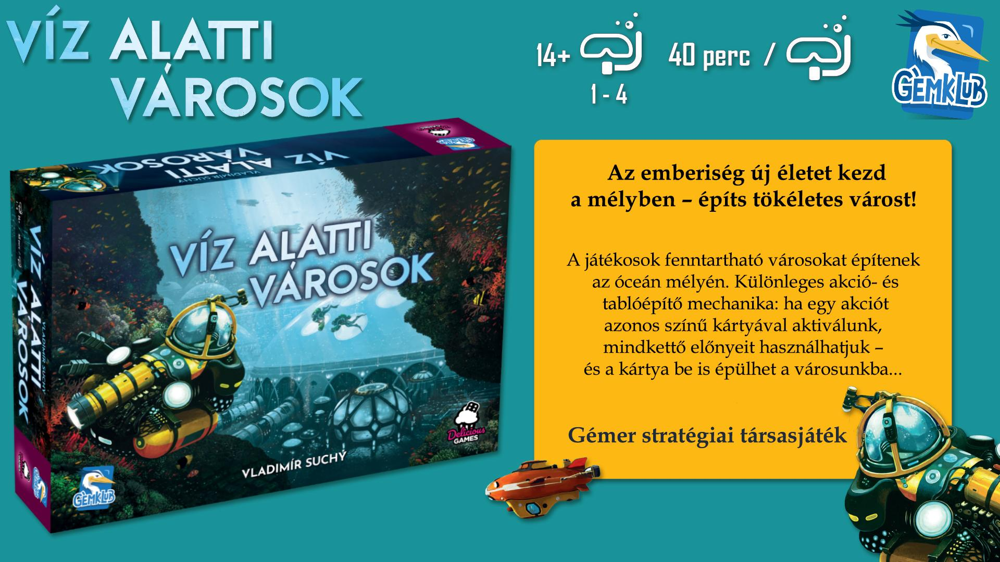 VÍZ ALATTI
VÁROSOK
14+
1 - 4
40 perc /
GÉMKLUB
VÍZ ALATTI
VÁROSOK
VLADIMÍR SUCHÝ
VÍZ ALATTI
VÁROSOK
VLADIMÍR SUCHÝ
VÍZ ALATTI
VÁROSOK
VLADIMÍR SUCHÝ
Delicious
GAMES
GÉMKLUB
Az emberiség új életet kezd
a mélyben – építs tökéletes várost!
A játékosok fenntartható városokat építenek
az óceán mélyén. Különleges akció- és
tablóépítő mechanika: ha egy akciót
azonos színű kártyával aktiválunk,
mindkettő előnyeit használhatjuk –
és a kártya be is épülhet a városunkba...
Gémer stratégiai társasjáték